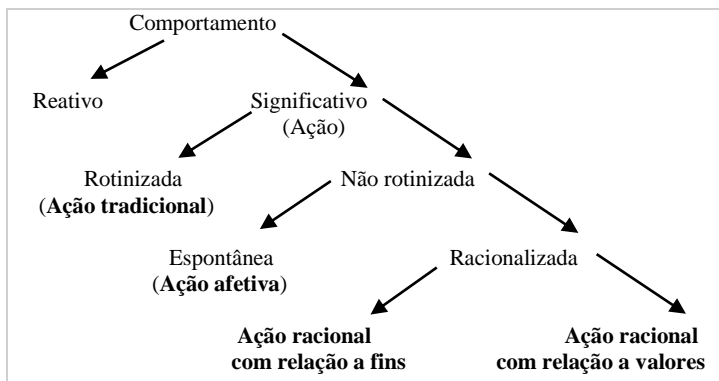 Comportamento
Reativo Significativo
(Ação)
Rotinizada Não rotinizada
(Ação tradicional)
Espontânea Racionalizada
(Ação afetiva)
Ação racional Ação racional
com relação a fins com relação a valores